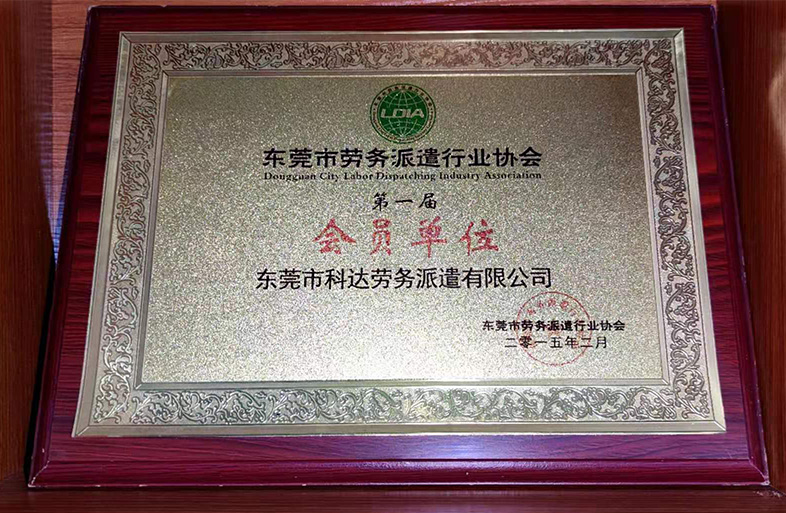 LDIA
东莞市劳务派遣行业协会
Dongguan City Labor Dispatching Industry Association
第一届
会员单位
东莞市科达劳务派遣有限公司
东莞市劳务派遣行业协会
二零一五年二月